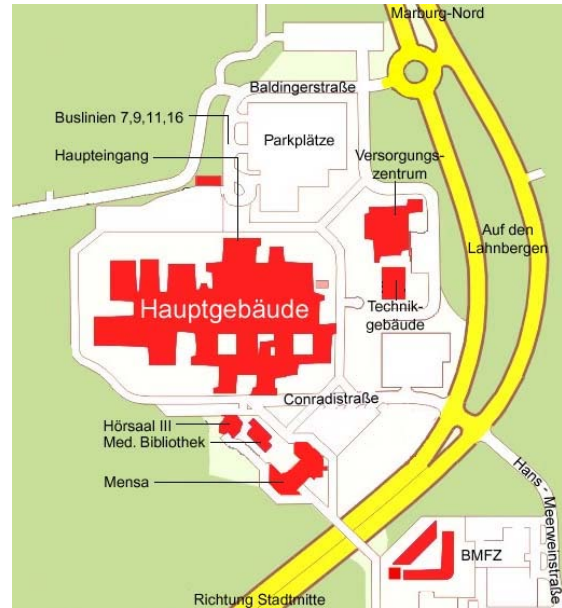 Marburg-Nord
Baldingerstraße
Buslinien 7,9,11,16
Parkplätze
Haupteingang
Versorgungs-
zentrum
Auf den
Lahnbergen
Hauptgebäude
Technik-
gebäude
Conradistraße
Hörsaal III
Med. Bibliothek
Mensa
Hans - Meerweinstraße
BMFZ
Richtung Stadtmitte